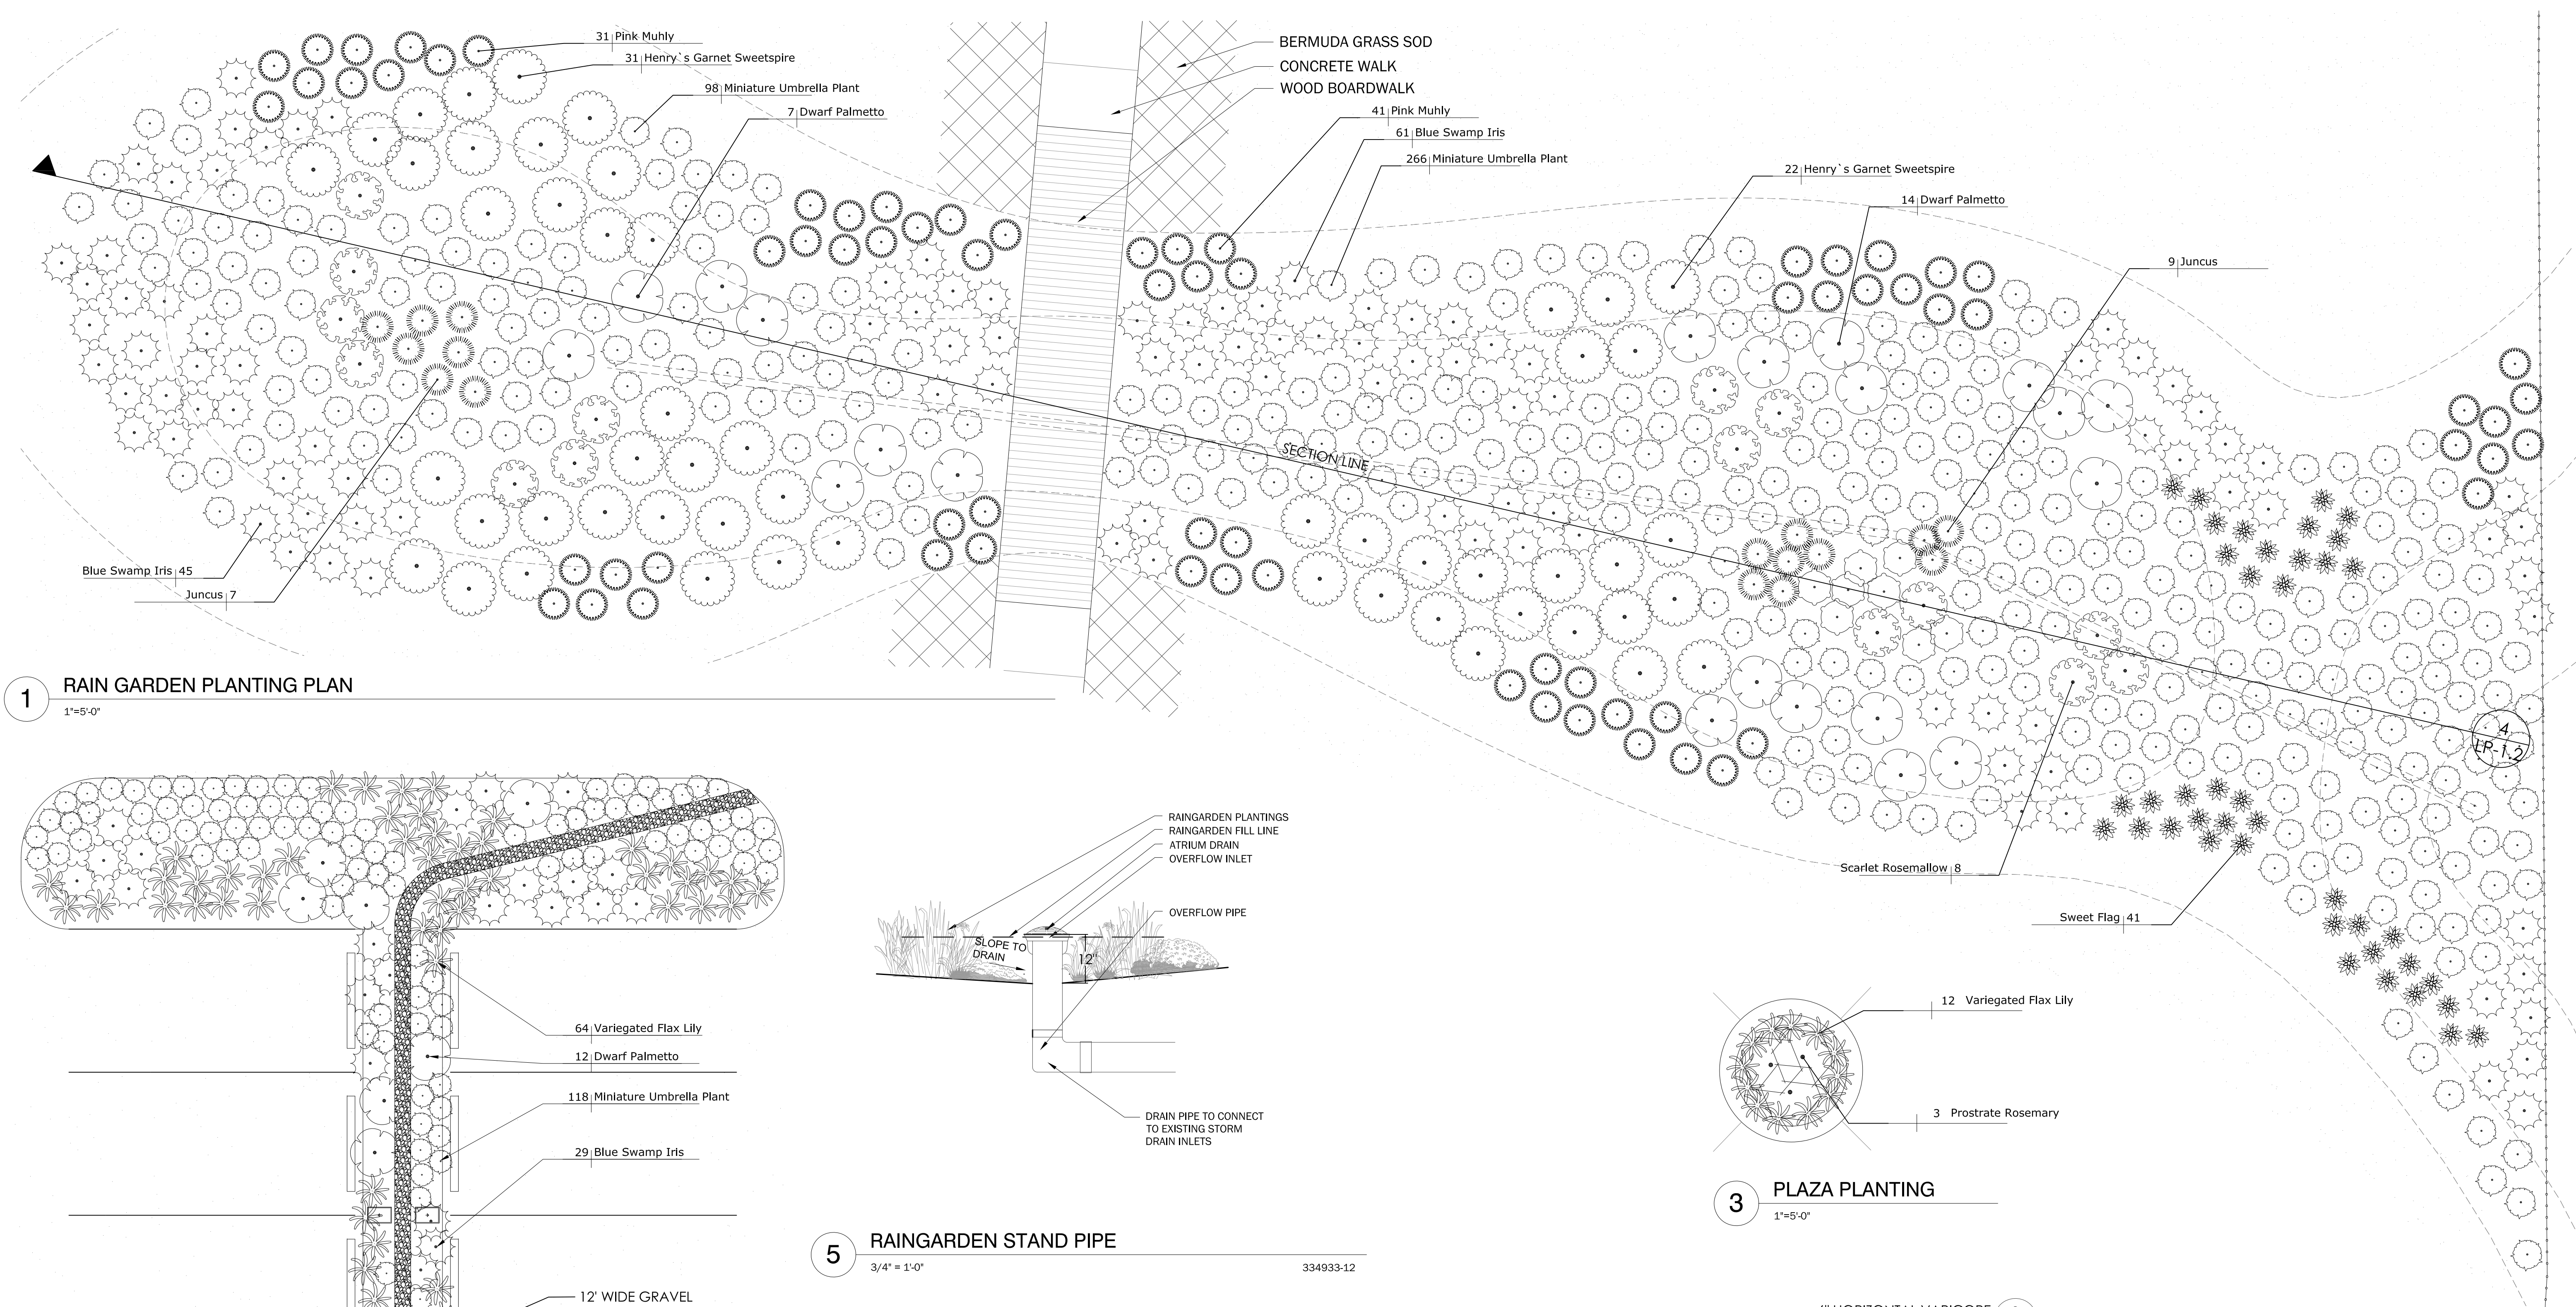 31 Pink Muhly
31 Henry`s Garnet Sweetspire
98 Miniature Umbrella Plant
7 Dwarf Palmetto
BERMUDA GRASS SOD
CONCRETE WALK
WOOD BOARDWALK
41 Pink Muhly
61 Blue Swamp Iris
266 Miniature Umbrella Plant
22 Henry`s Garnet Sweetspire
14 Dwarf Palmetto
9 Juncus
SECTION LINE
Blue Swamp Iris 45
Juncus 7
4
LP-1.2
Scarlet Rosemallow 8
Sweet Flag 41
1 RAIN GARDEN PLANTING PLAN
1"=5'-0"
64 Variegated Flax Lily
12 Dwarf Palmetto
118 Miniature Umbrella Plant
29 Blue Swamp Iris
12' WIDE GRAVEL
RAINGARDEN PLANTINGS
RAINGARDEN FILL LINE
ATRIUM DRAIN
OVERFLOW INLET
OVERFLOW PIPE
SLOPE TO
DRAIN
12"
DRAIN PIPE TO CONNECT
TO EXISTING STORM
DRAIN INLETS
5 RAINGARDEN STAND PIPE
3/4" = 1'-0"
334933-12
12 Variegated Flax Lily
3 Prostrate Rosemary
3 PLAZA PLANTING
1"=5'-0"